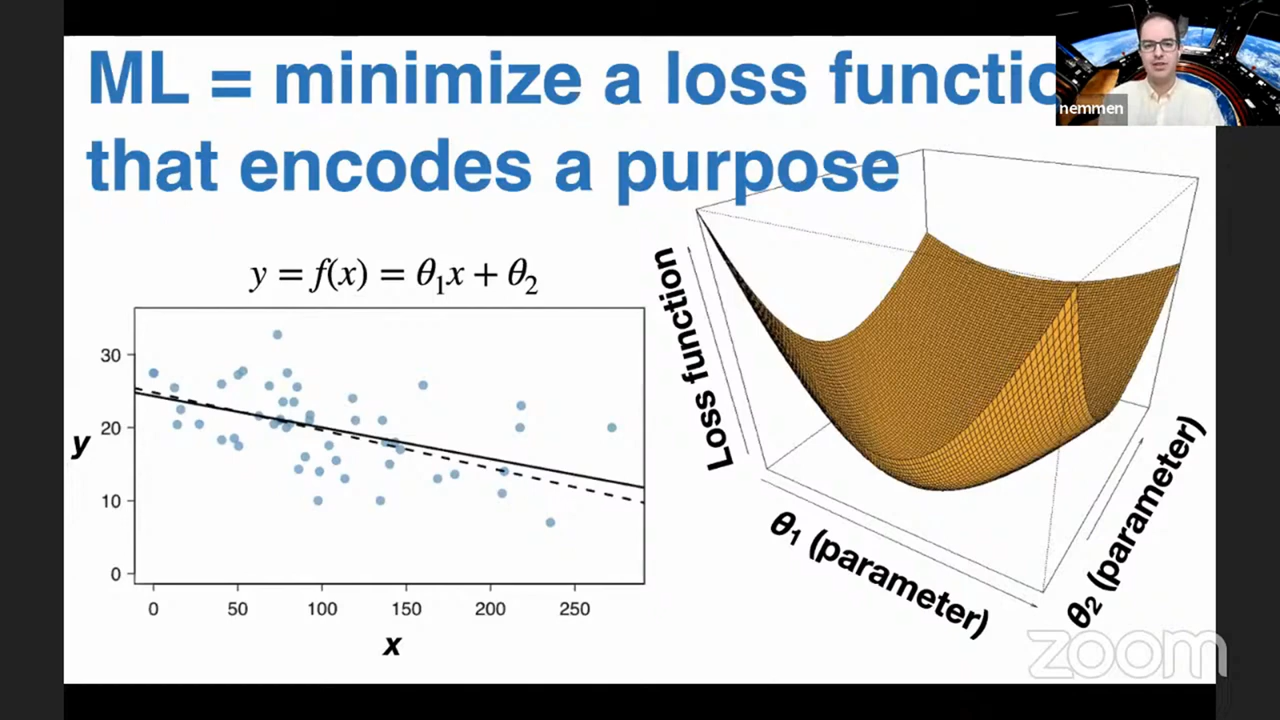 ML = minimize a loss functio
nemmen
that encodes a purpose
y = f(x) = θ₁x + θ₂
30
20
10
0
y
0 50 100 150 200 250
x
Loss function
θ₁ (parameter)
θ₂ (parameter)
zoom